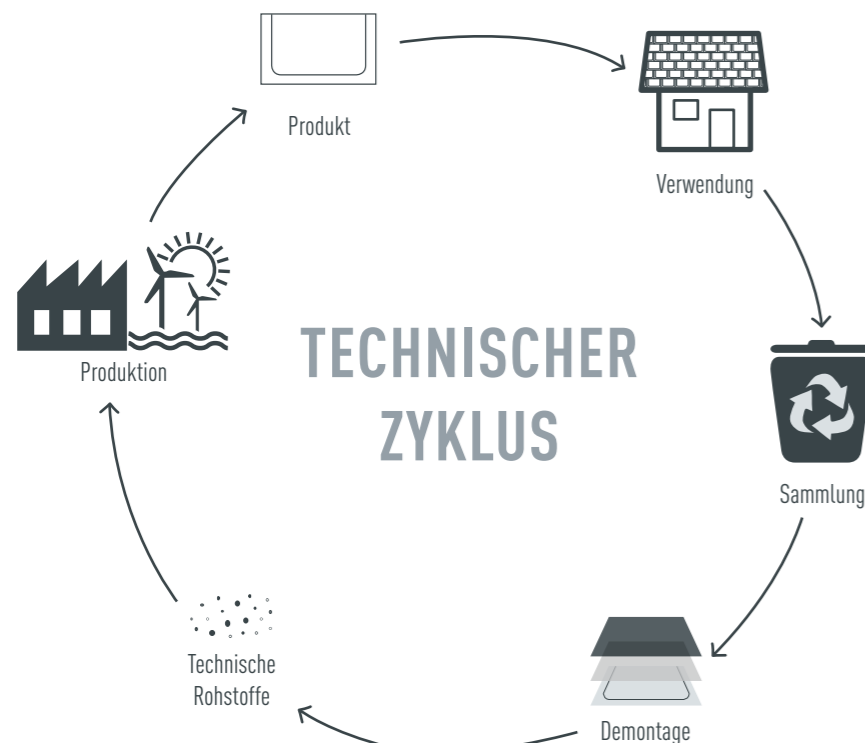 Produkt
Verwendung
Produktion
TECHNISCHER
ZYKLUS
Sammlung
Technische
Rohstoffe
Demontage